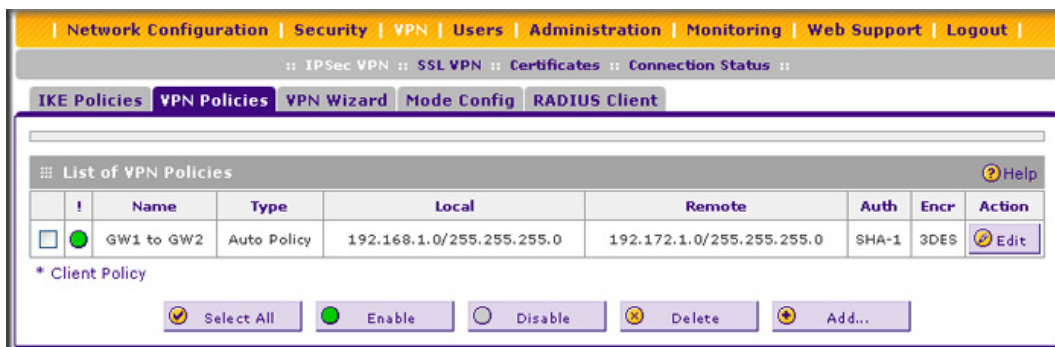 | Network Configuration | Security | VPN | Users | Administration | Monitoring | Web Support | Logout |
:: IPSec VPN :: SSL VPN :: Certificates :: Connection Status ::
IKE Policies VPN Policies VPN Wizard Mode Config RADIUS Client
List of VPN Policies ? Help
! Name Type Local Remote Auth Encr Action
GW1 to GW2 Auto Policy 192.168.1.0/255.255.255.0 192.172.1.0/255.255.255.0 SHA-1 3DES Edit
* Client Policy
Select All Enable Disable Delete Add...